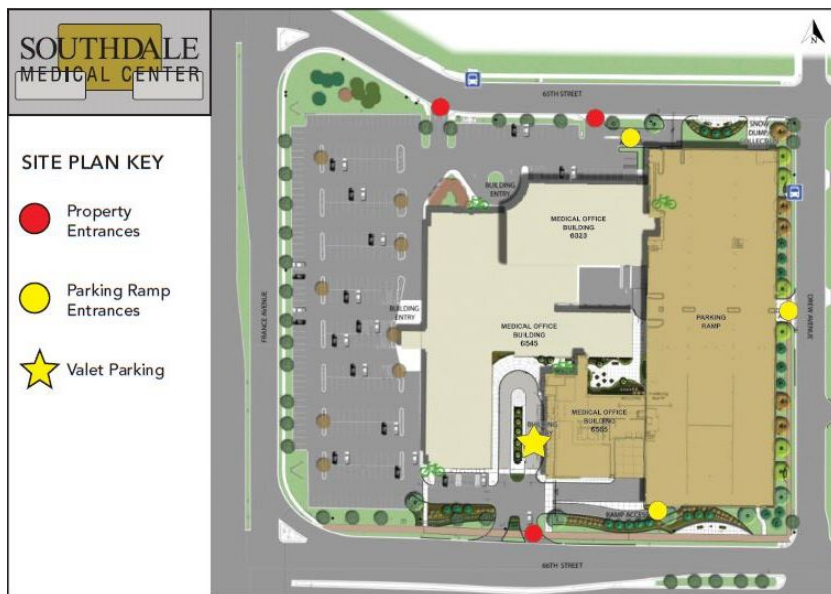 SOUTHDALE
MEDICAL CENTER
SITE PLAN KEY
Property
Entrances
Parking Ramp
Entrances
Valet Parking
N
65TH STREET
SNOW
DUMP
BUILDING
ENTRY
MEDICAL OFFICE
BUILDING
6323
FRANCE AVENUE
BUILDING
ENTRY
MEDICAL OFFICE
BUILDING
6545
PARKING
RAMP
DREW AVENUE
MEDICAL OFFICE
BUILDING
RAMP ACCESS
66TH STREET